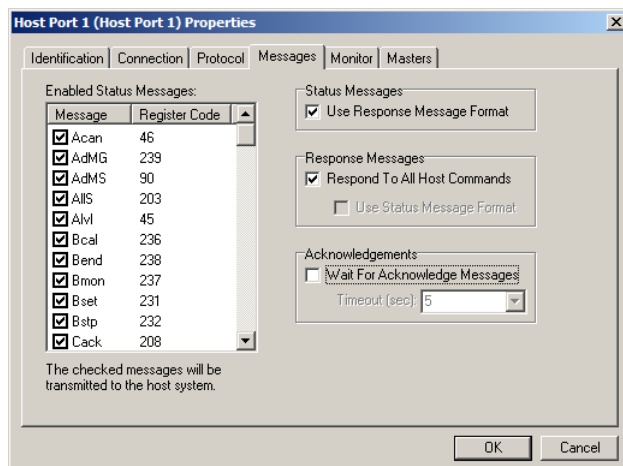 Host Port 1 (Host Port 1) Properties
Identification Connection Protocol Messages Monitor Masters
Enabled Status Messages:
Message Register Code
Acan 46
AdMG 239
AdMS 90
AllS 203
Alvl 45
Bcal 236
Bend 238
Bmon 237
Bset 231
Bstp 232
Cack 208
The checked messages will be
transmitted to the host system.
Status Messages
Use Response Message Format
Response Messages
Respond To All Host Commands
Use Status Message Format
Acknowledgements
Wait For Acknowledge Messages
Timeout (sec): 5
OK Cancel